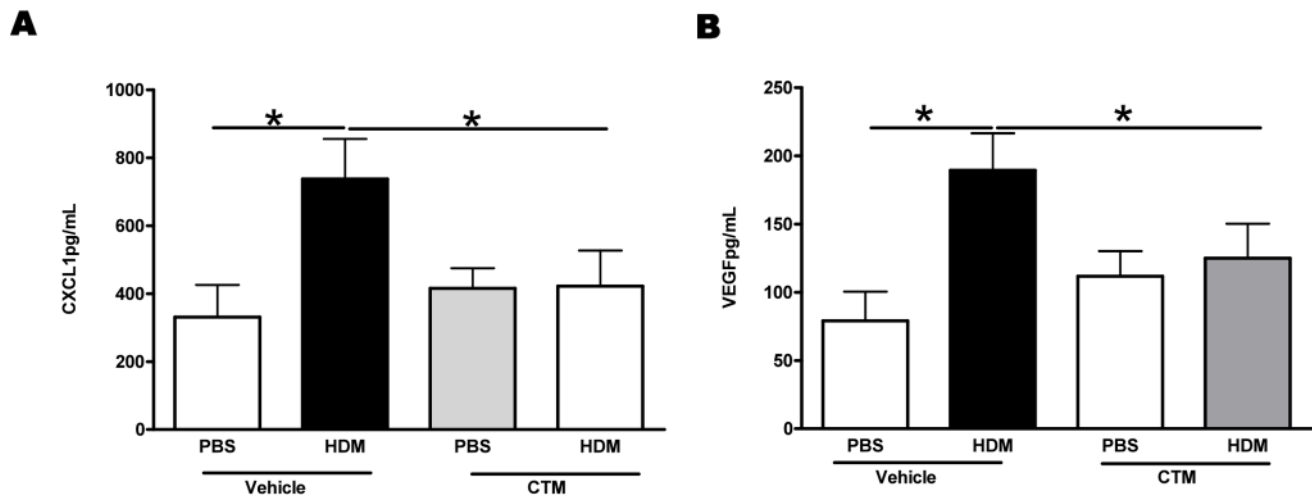 A
CXCL1pg/mL
1000
800
600
400
200
0
*
*
PBS HDM PBS HDM
Vehicle CTM
B
VEGFpg/mL
250
200
150
100
50
0
*
*
PBS HDM PBS HDM
Vehicle CTM